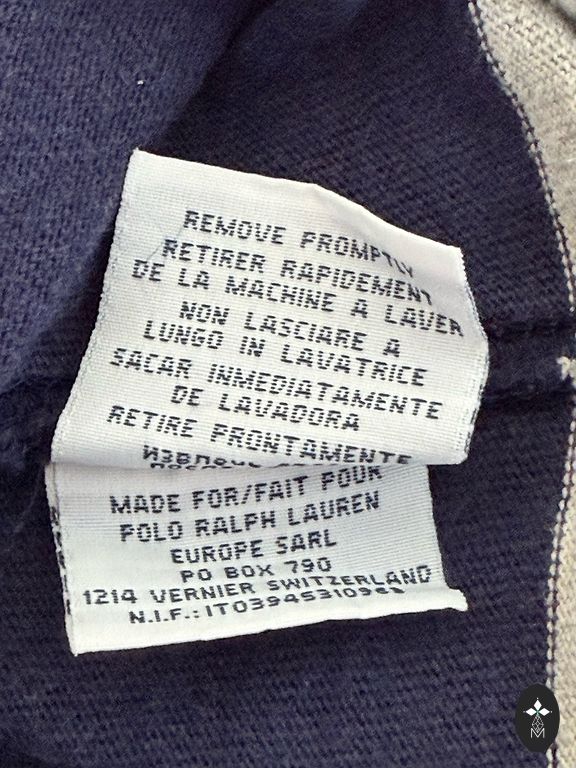 REMOVE PROMPTLY
RETIRER RAPIDEMENT
DE LA MACHINE A LAVER
NON LASCIARE A
LUNGO IN LAVATRICE
SACAR INMEDIATAMENTE
DE LAVADORA
RETIRE PRONTAMENTE
MADE FOR/FAIT POUR
POLO RALPH LAUREN
EUROPE SARL
PO BOX 790
1214 VERNIER SWITZERLAND
N.I.F.:
M